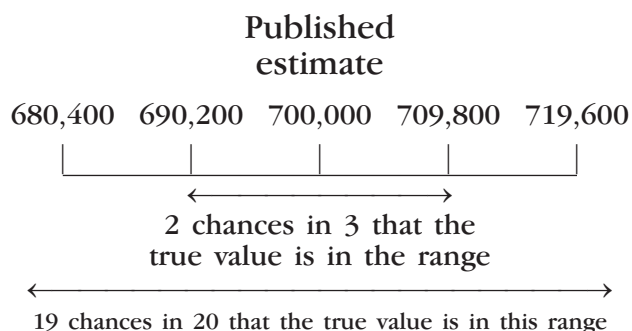 Published
estimate
680,400 690,200 700,000 709,800 719,600
2 chances in 3 that the
true value is in the range
19 chances in 20 that the true value is in this range